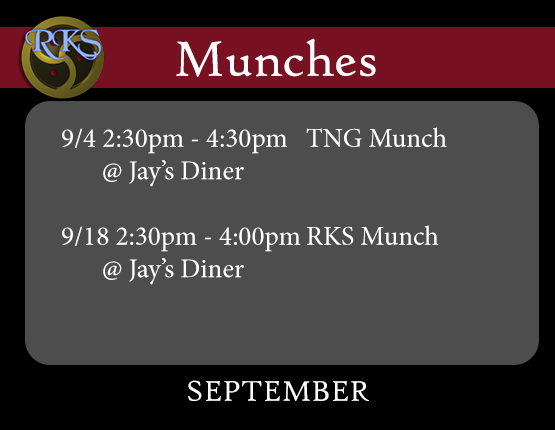 RKS
Munches
9/4 2:30pm - 4:30pm TNG Munch
@ Jay's Diner
9/18 2:30pm - 4:00pm RKS Munch
@ Jay's Diner
SEPTEMBER